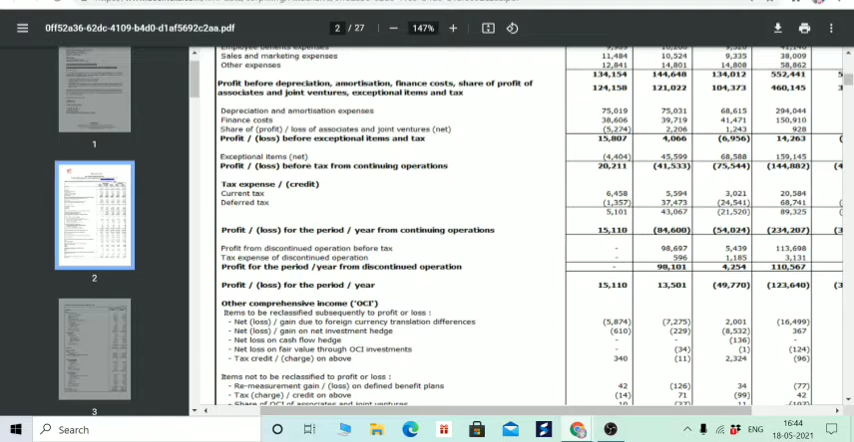 0ff52a36-62dc-4109-b4d0-d1af5692c2aa.pdf 2 / 27 — 147% +
Employee benefits expenses
Sales and marketing expenses 11,484 10,524 9,335 38,009
Other expenses 12,841 14,801 14,808 58,862
134,154 144,648 134,012 552,441
Profit before depreciation, amortisation, finance costs, share of profit of
associates and joint ventures, exceptional items and tax 124,158 121,022 104,373 460,145
Depreciation and amortisation expenses 75,019 75,031 68,615 294,044
Finance costs 38,606 39,719 41,471 150,910
Share of (profit) / loss of associates and joint ventures (net) (5,274) 2,206 1,243 928
Profit / (loss) before exceptional items and tax 15,807 4,066 (6,956) 14,263
Exceptional items (net) (4,404) 45,599 68,588 159,145
Profit / (loss) before tax from continuing operations 20,211 (41,533) (75,544) (144,882)
Tax expense / (credit)
Current tax 6,458 5,594 3,021 20,584
Deferred tax (1,357) 37,473 (24,541) 68,741
5,101 43,067 (21,520) 89,325
Profit / (loss) for the period / year from continuing operations 15,110 (84,600) (54,024) (234,207)
Profit from discontinued operation before tax - 98,697 5,439 113,698
Tax expense of discontinued operation - 596 1,185 3,131
Profit for the period /year from discontinued operation - 98,101 4,254 110,567
Profit / (loss) for the period / year 15,110 13,501 (49,770) (123,640)
Other comprehensive income ('OCI')
Items to be reclassified subsequently to profit or loss :
- Net (loss) / gain due to foreign currency translation differences (5,874) (7,275) 2,001 (16,499)
- Net (loss) / gain on net investment hedge (610) (229) (8,532) 367
- Net loss on cash flow hedge - - (136) -
- Net loss on fair value through OCI investments - (34) (1) (124)
- Tax credit / (charge) on above 340 (11) 2,324 (96)
Items not to be reclassified to profit or loss :
- Re-measurement gain / (loss) on defined benefit plans 42 (126) 34 (77)
- Tax (charge) / credit on above (14) 71 (99) 42
- Share of OCI of associates and joint ventures
1
2
3
Search
ENG
16:44
18-05-2021